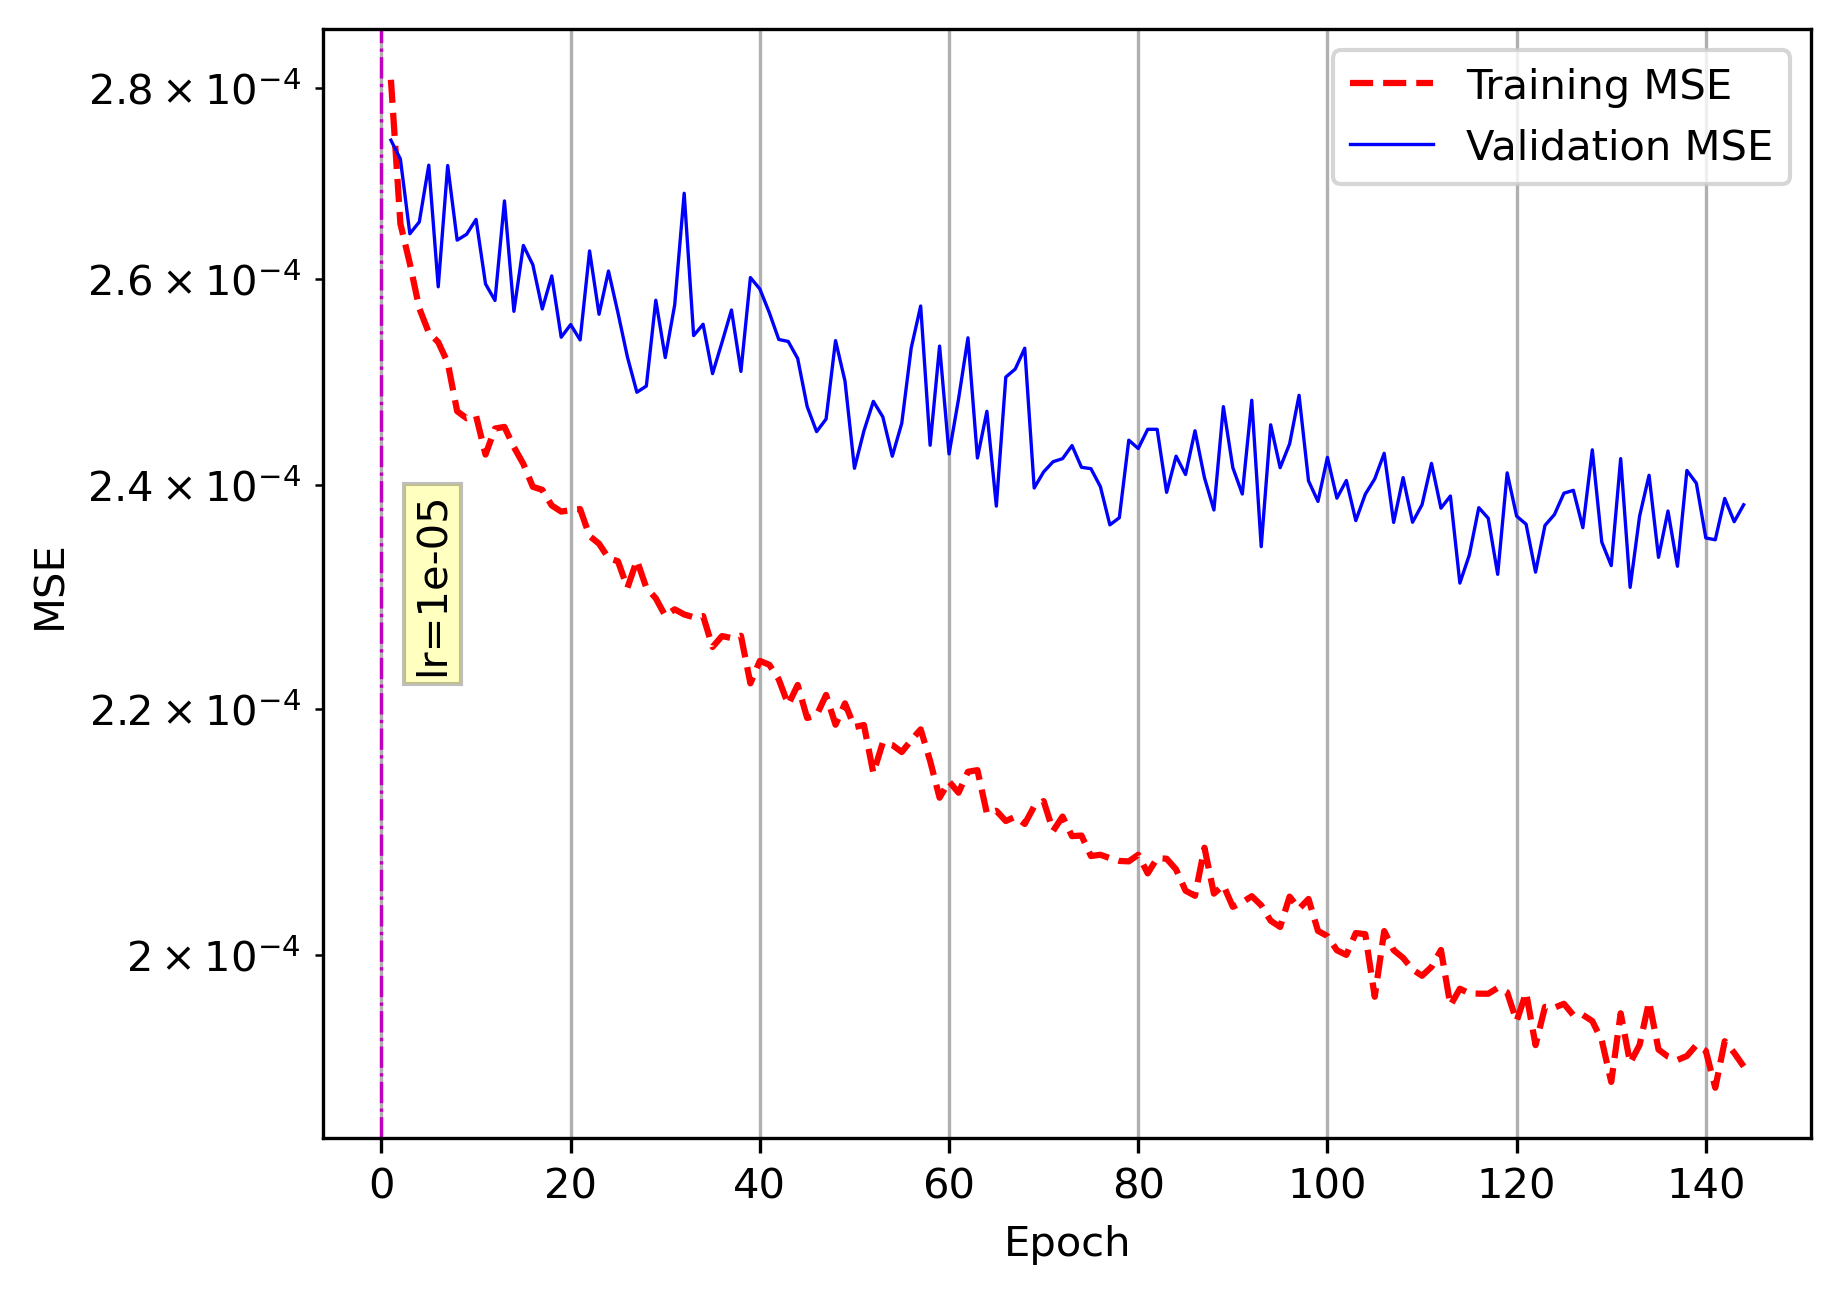 Training MSE
Validation MSE
2.8 × 10⁻⁴
2.6 × 10⁻⁴
2.4 × 10⁻⁴
2.2 × 10⁻⁴
2 × 10⁻⁴
MSE
lr=1e-05
0 20 40 60 80 100 120 140
Epoch